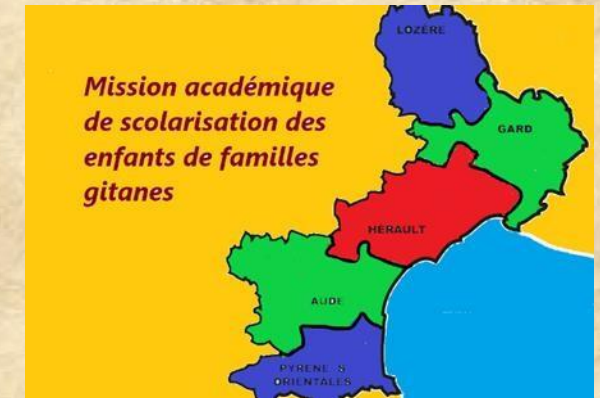 Mission académique
de scolarisation des
enfants de familles
gitanes
LOZÈRE
GARD
HÉRAULT
AUDE
PYRENE S
ORIENTALES